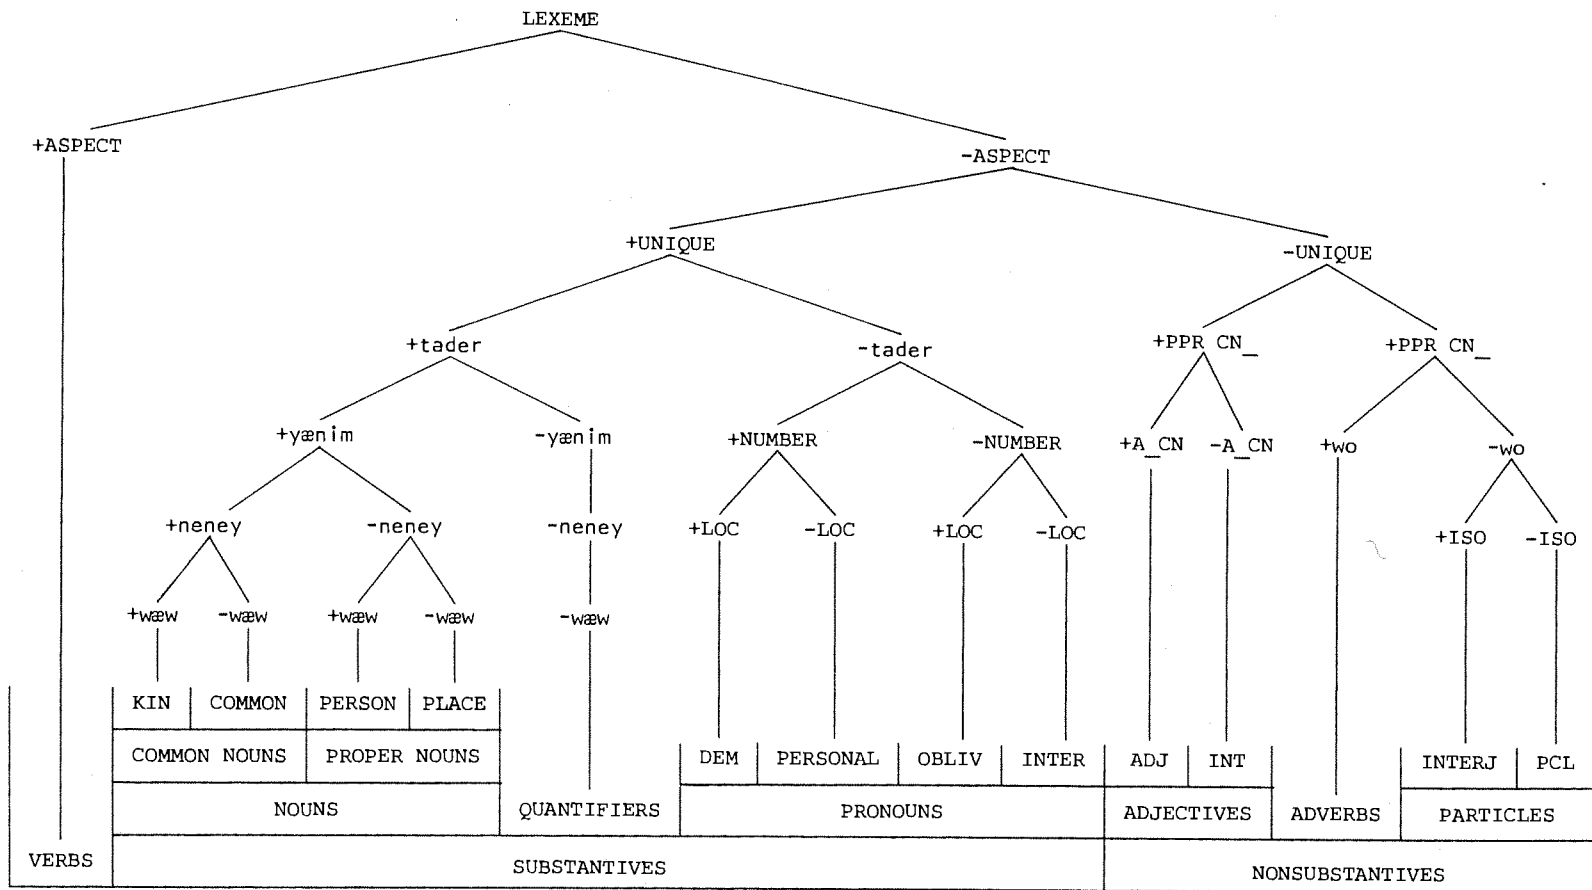 LEXEME
+ASPECT
-ASPECT
+UNIQUE
-UNIQUE
+tader
-tader
+PPR CN_
+PPR CN_
+yænim
-yænim
+NUMBER
-NUMBER
+A_CN
-A_CN
+wo
-wo
+neney
-neney
-neney
+LOC
-LOC
+LOC
-LOC
+ISO
-ISO
+wæw
-wæw
+wæw
-wæw
-wæw
KIN COMMON PERSON PLACE
COMMON NOUNS PROPER NOUNS DEM PERSONAL OBLIV INTER ADJ INT INTERJ PCL
NOUNS QUANTIFIERS PRONOUNS ADJECTIVES ADVERBS PARTICLES
VERBS SUBSTANTIVES NONSUBSTANTIVES